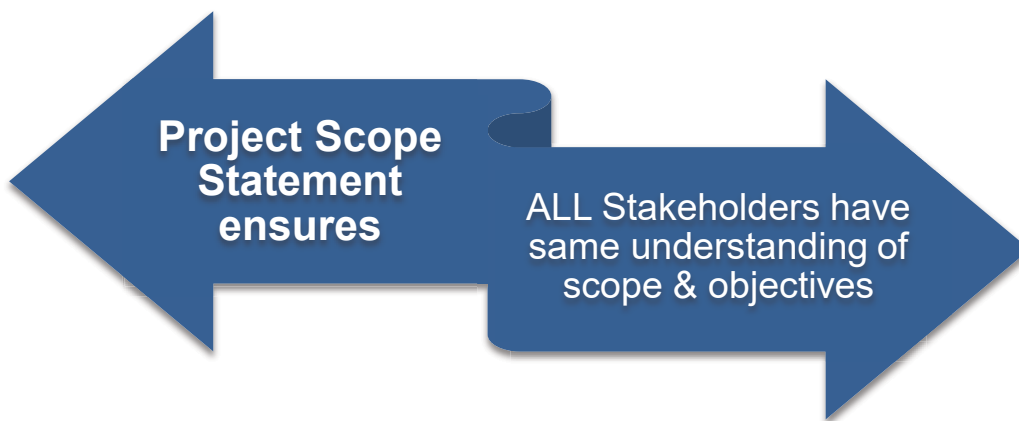 Project Scope
Statement
ensures
ALL Stakeholders have
same understanding of
scope & objectives